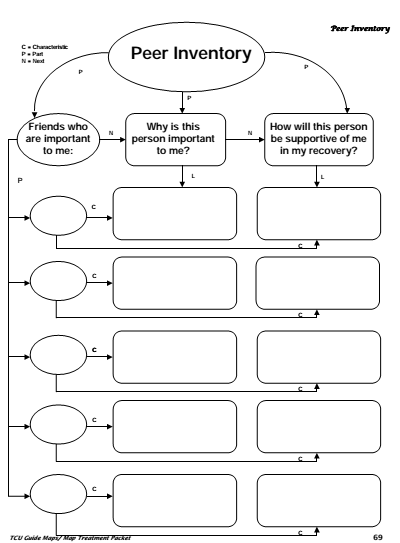 Peer Inventory
C = Characteristic
P = Part
N = Next
Peer Inventory
P
P
P
Friends who
are important
to me:
N
Why is this
person important
to me?
N
How will this person
be supportive of me
in my recovery?
L
L
P
C
C
C
C
C
C
C
C
C
C
TCU Guide Maps/ Map Treatment Packet
69